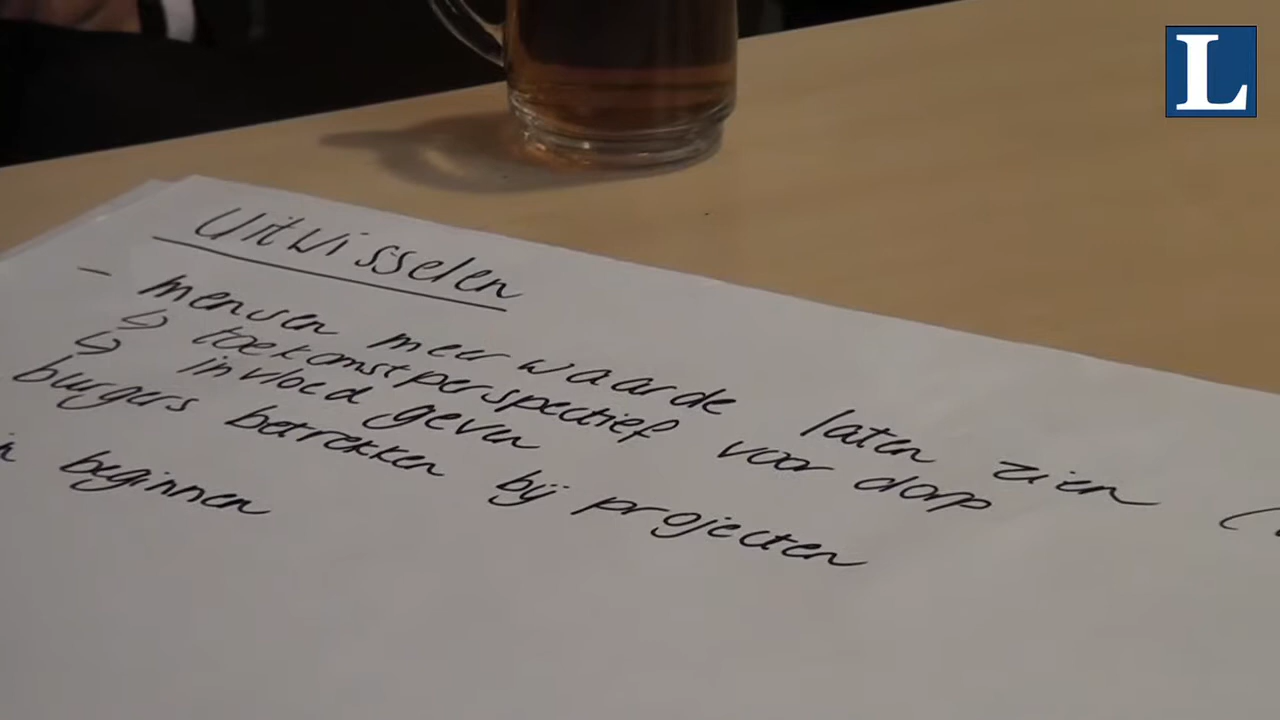 L
Uitwisselen
- mensen meerwaarde laten zien (
↳ toekomstperspectief voor dorp
↳ invloed geven
burgers betrekken bij projecten
beginnen